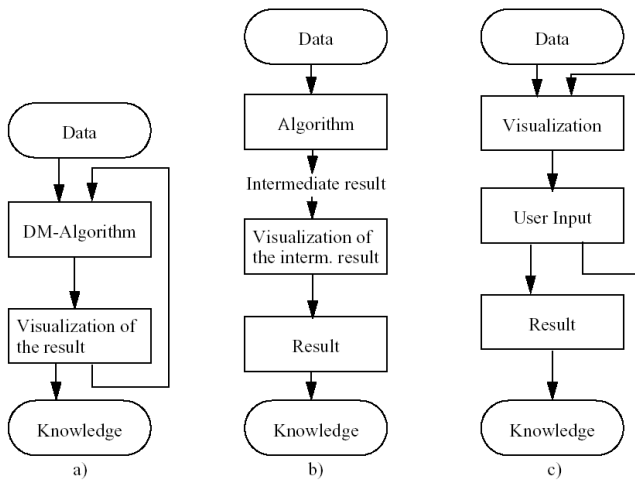 Data
DM-Algorithm
Visualization of
the result
Knowledge
a)
Data
Algorithm
Intermediate result
Visualization of
the interm. result
Result
Knowledge
b)
Data
Visualization
User Input
Result
Knowledge
c)